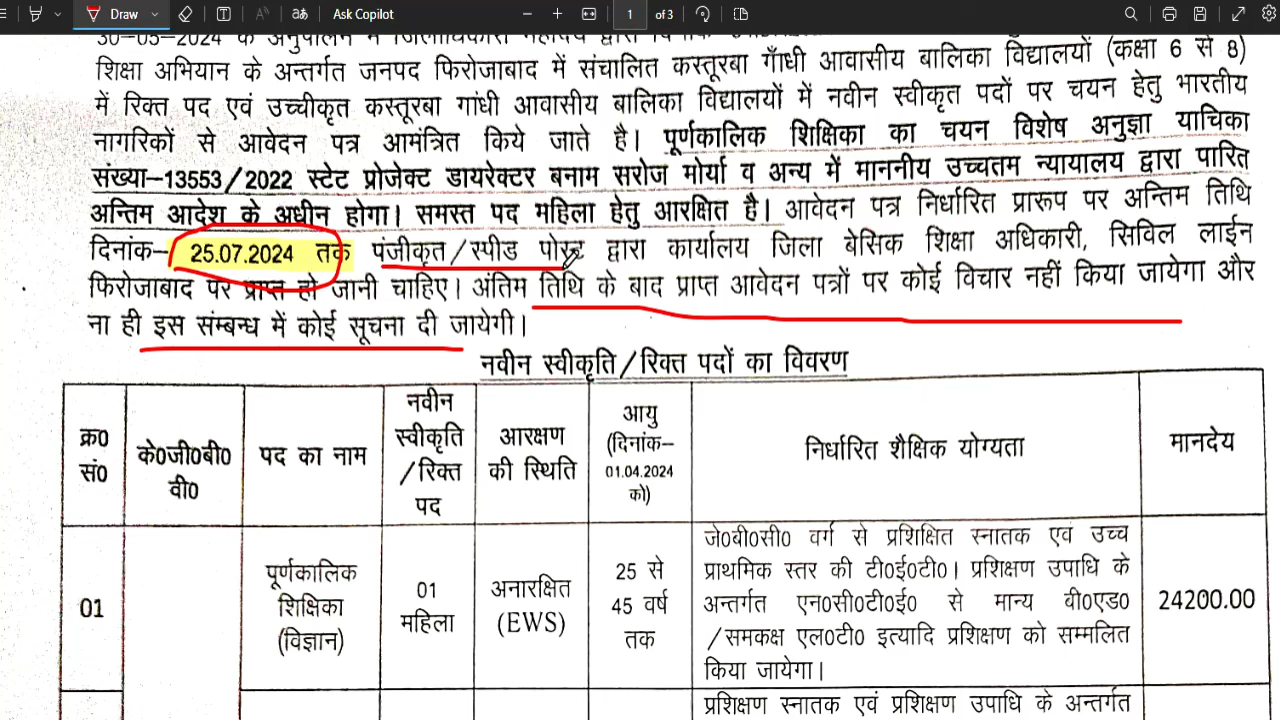 Draw
Ask Copilot
1 of 3
30-05-2024 के अनुपालन में जिलाधिकारी महोदय द्वारा
शिक्षा अभियान के अन्तर्गत जनपद फिरोजाबाद में संचालित कस्तूरबा गाँधी आवासीय बालिका विद्यालयों (कक्षा 6 से 8)
में रिक्त पद एवं उच्चीकृत कस्तूरबा गांधी आवासीय बालिका विद्यालयों में नवीन स्वीकृत पदों पर चयन हेतु भारतीय
नागरिकों से आवेदन पत्र आमंत्रित किये जाते है। पूर्णकालिक शिक्षिका का चयन विशेष अनुज्ञा याचिका
संख्या-13553/2022 स्टेट प्रोजेक्ट डायरेक्टर बनाम सरोज मोर्या व अन्य में माननीय उच्चतम न्यायालय द्वारा पारित
अन्तिम आदेश के अधीन होगा। समस्त पद महिला हेतु आरक्षित है। आवेदन पत्र निर्धारित प्रारूप पर अन्तिम तिथि
दिनांक- 25.07.2024 तक पंजीकृत/स्पीड पोस्ट द्वारा कार्यालय जिला बेसिक शिक्षा अधिकारी, सिविल लाईन
फिरोजाबाद पर प्राप्त हो जानी चाहिए। अंतिम तिथि के बाद प्राप्त आवेदन पत्रों पर कोई विचार नहीं किया जायेगा और
ना ही इस संम्बन्ध में कोई सूचना दी जायेगी।
नवीन स्वीकृति/रिक्त पदों का विवरण
क्र0 सं0
के0जी0बी0 वी0
पद का नाम
नवीन स्वीकृति /रिक्त पद
आरक्षण की स्थिति
आयु (दिनांक- 01.04.2024 को)
निर्धारित शैक्षिक योग्यता
मानदेय
01
पूर्णकालिक
शिक्षिका
(विज्ञान)
01
महिला
अनारक्षित
(EWS)
25 से
45 वर्ष
तक
जे0बी0सी0 वर्ग से प्रशिक्षित स्नातक एवं उच्च
प्राथमिक स्तर की टी0ई0टी0। प्रशिक्षण उपाधि के
अन्तर्गत एन0सी0टी0ई0 से मान्य बी0एड0
/समकक्ष एल0टी0 इत्यादि प्रशिक्षण को सम्मलित
किया जायेगा।
24200.00
प्रशिक्षण स्नातक एवं प्रशिक्षण उपाधि के अन्तर्गत